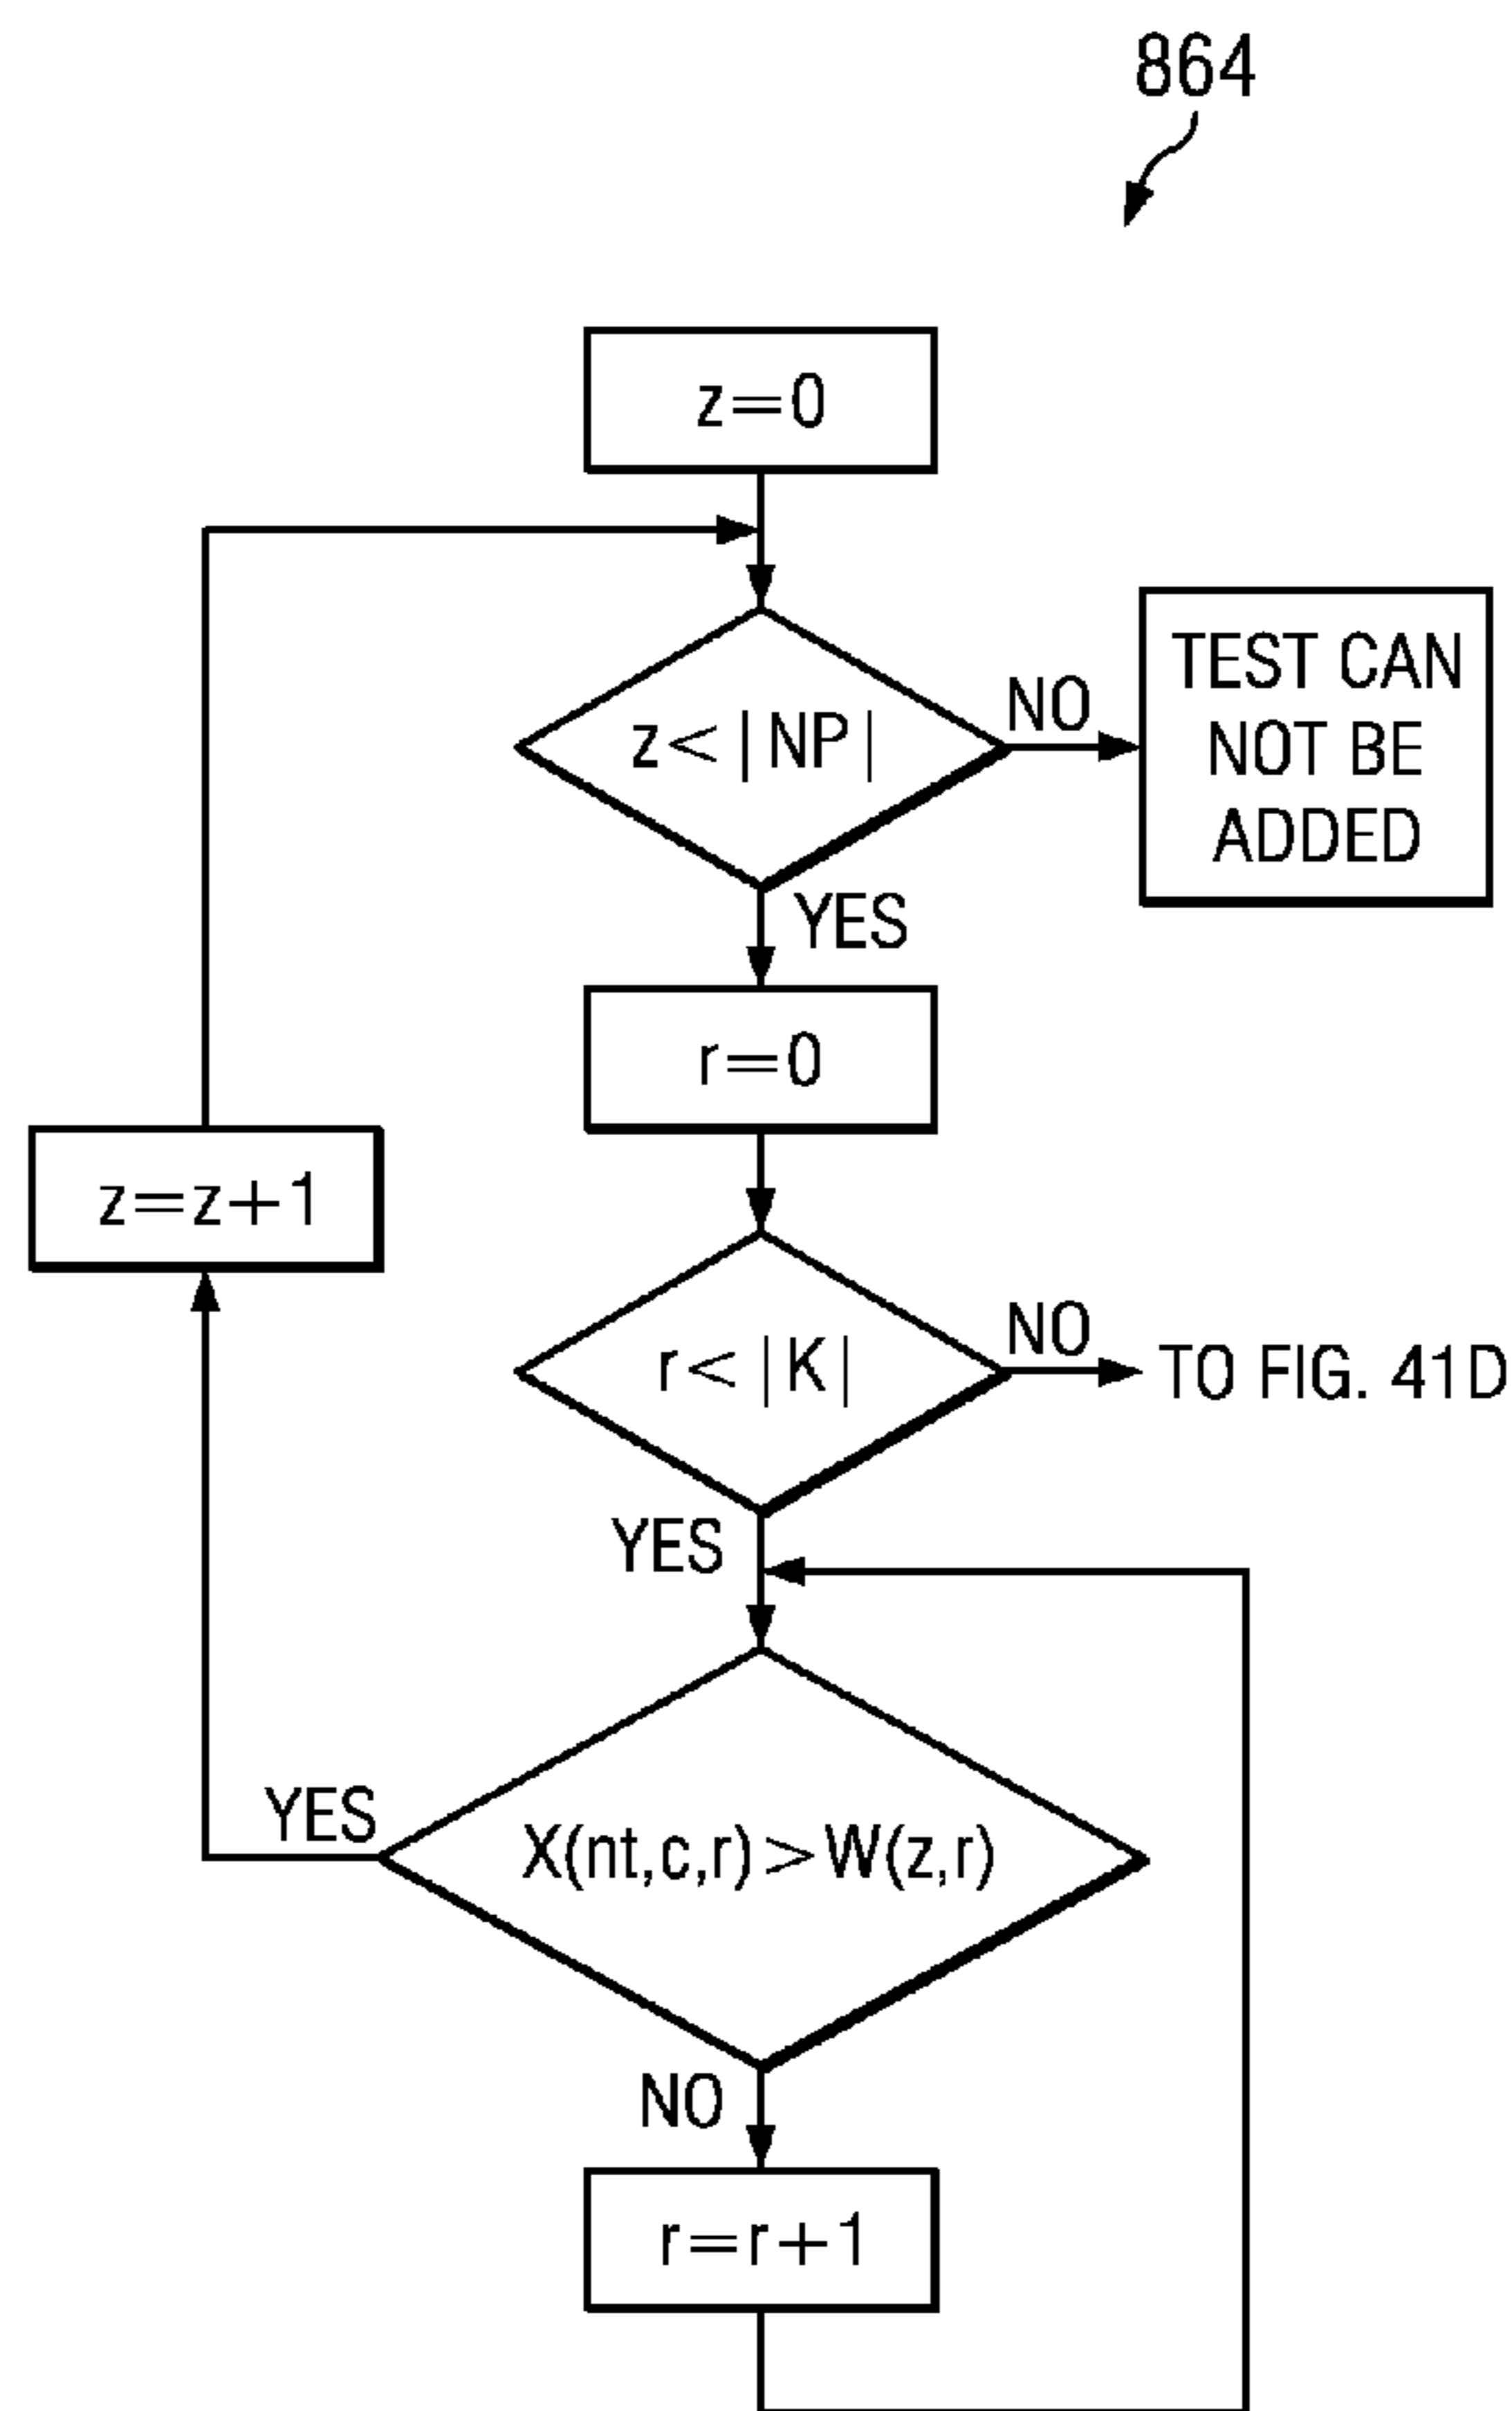 864
z=0
z<|NP|
NO
TEST CAN
NOT BE
ADDED
YES
r=0
z=z+1
r<|K|
NO
TO FIG. 41D
YES
YES
X(nt,c,r)>W(z,r)
NO
r=r+1